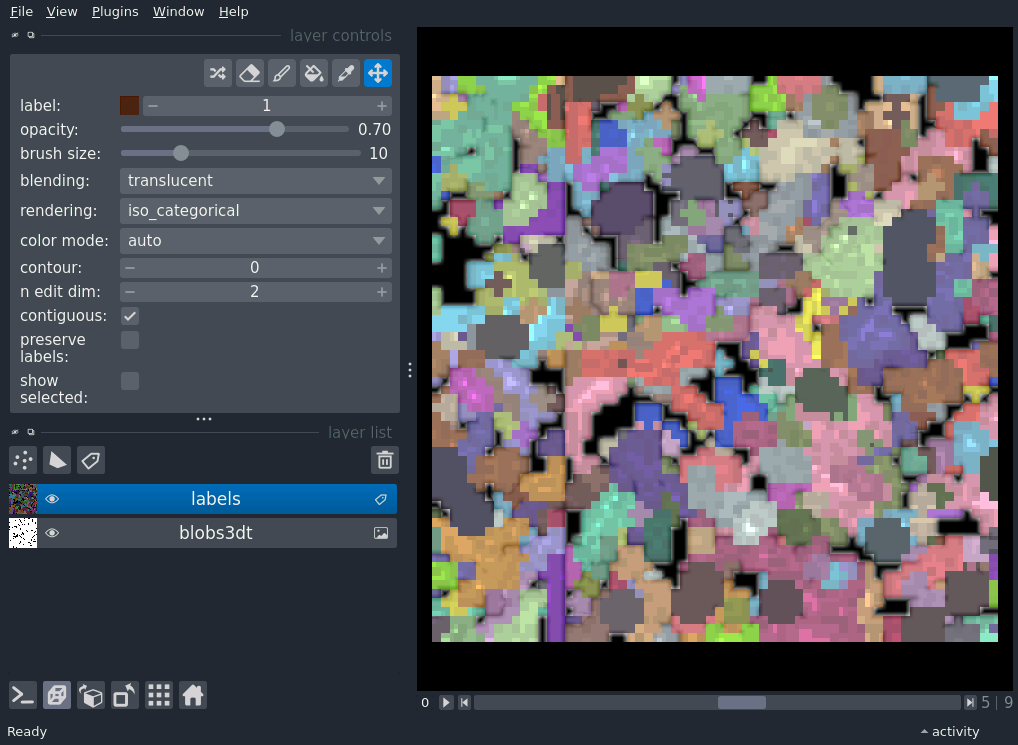 File View Plugins Window Help
layer controls
label: 1
opacity: 0.70
brush size: 10
blending: translucent
rendering: iso_categorical
color mode: auto
contour: 0
n edit dim: 2
contiguous:
preserve
labels:
show
selected:
layer list
labels
blobs3dt
0 5 | 9
Ready activity